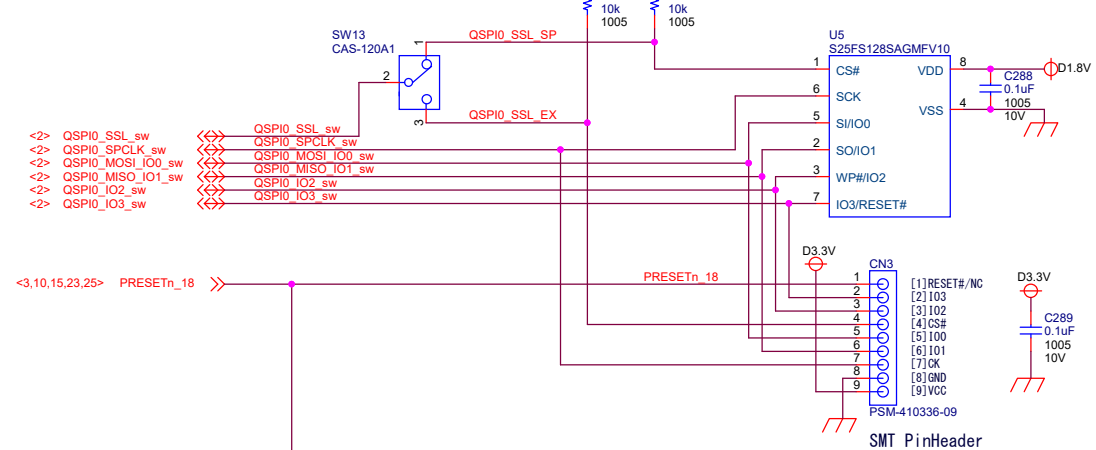 10k
1005
10k
1005
SW13
CAS-120A1
1
2
3
QSPI0_SSL_SP
QSPI0_SSL_EX
U5
S25FS128SAGMFV10
1 CS#
6 SCK
5 SI/IO0
2 SO/IO1
3 WP#/IO2
7 IO3/RESET#
VDD 8
VSS 4
D1.8V
C288
0.1uF
1005
10V
<2> QSPI0_SSL_sw QSPI0_SSL_sw
<2> QSPI0_SPCLK_sw QSPI0_SPCLK_sw
<2> QSPI0_MOSI_IO0_sw QSPI0_MOSI_IO0_sw
<2> QSPI0_MISO_IO1_sw QSPI0_MISO_IO1_sw
<2> QSPI0_IO2_sw QSPI0_IO2_sw
<2> QSPI0_IO3_sw QSPI0_IO3_sw
<3,10,15,23,25> PRESETn_18 PRESETn_18
D3.3V
CN3
1 [1]RESET#/NC
2 [2]IO3
3 [3]IO2
4 [4]CS#
5 [5]IO0
6 [6]IO1
7 [7]CK
8 [8]GND
9 [9]VCC
PSM-410336-09
SMT PinHeader
D3.3V
C289
0.1uF
1005
10V